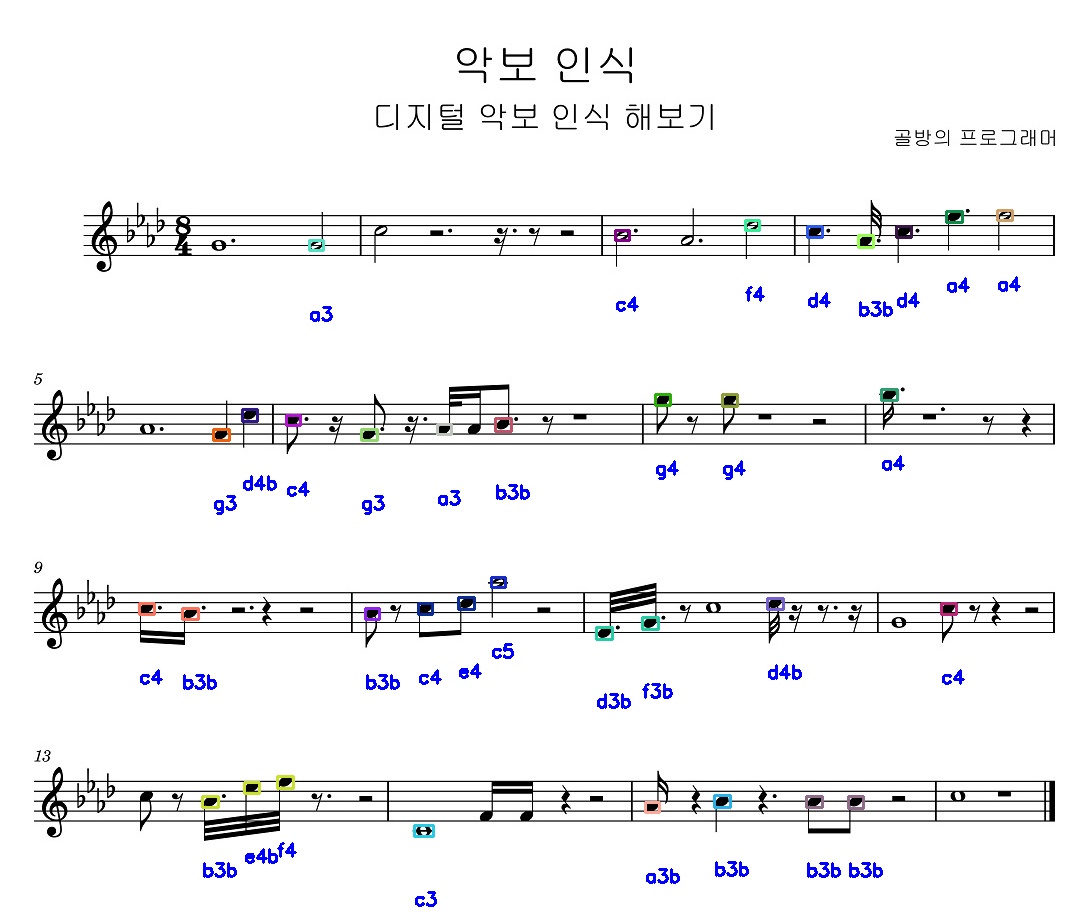 악보 인식
디지털 악보 인식 해보기
골방의 프로그래머
8
4
a3 c4 f4 d4 b3b d4 a4 a4
5
g3 d4b c4 g3 a3 b3b g4 g4 a4
9
c4 b3b b3b c4 e4 c5 d3b f3b d4b c4
13
b3b e4b f4 c3 a3b b3b b3b b3b